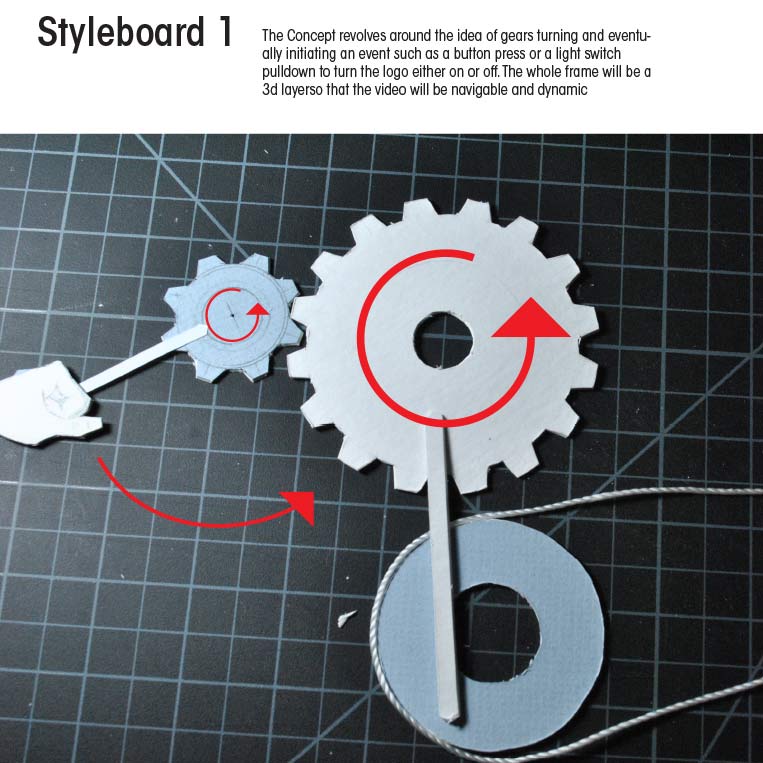 Styleboard 1
The Concept revolves around the idea of gears turning and eventu-
ally initiating an event such as a button press or a light switch
pulldown to turn the logo either on or off. The whole frame will be a
3d layerso that the video will be navigable and dynamic